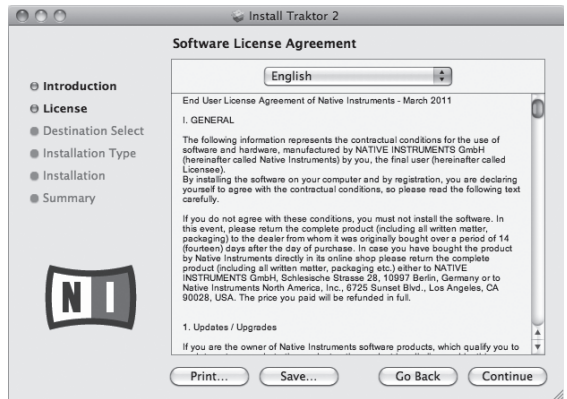 Install Traktor 2
Software License Agreement
English
Introduction
License
Destination Select
Installation Type
Installation
Summary
NI
End User License Agreement of Native Instruments - March 2011
I. GENERAL
The following information represents the contractual conditions for the use of
software and hardware, manufactured by NATIVE INSTRUMENTS GmbH
(hereinafter called Native Instruments) by you, the final user (hereinafter called
Licensee).
By installing the software on your computer and by registration, you are declaring
yourself to agree with the contractual conditions, so please read the following text
carefully.
If you do not agree with these conditions, you must not install the software. In
this event, please return the complete product (including all written matter,
packaging) to the dealer from whom it was originally bought over a period of 14
(fourteen) days after the day of purchase. In case you have bought the product
by Native Instruments directly in its online shop please return the complete
product (including all written matter, packaging etc.) either to NATIVE
INSTRUMENTS GmbH, Schlesische Strasse 28, 10997 Berlin, Germany or to
Native Instruments North America, Inc., 6725 Sunset Blvd., Los Angeles, CA
90028, USA. The price you paid will be refunded in full.
1. Updates / Upgrades
If you are the owner of Native Instruments software products, which qualify you to
Print...
Save...
Go Back
Continue